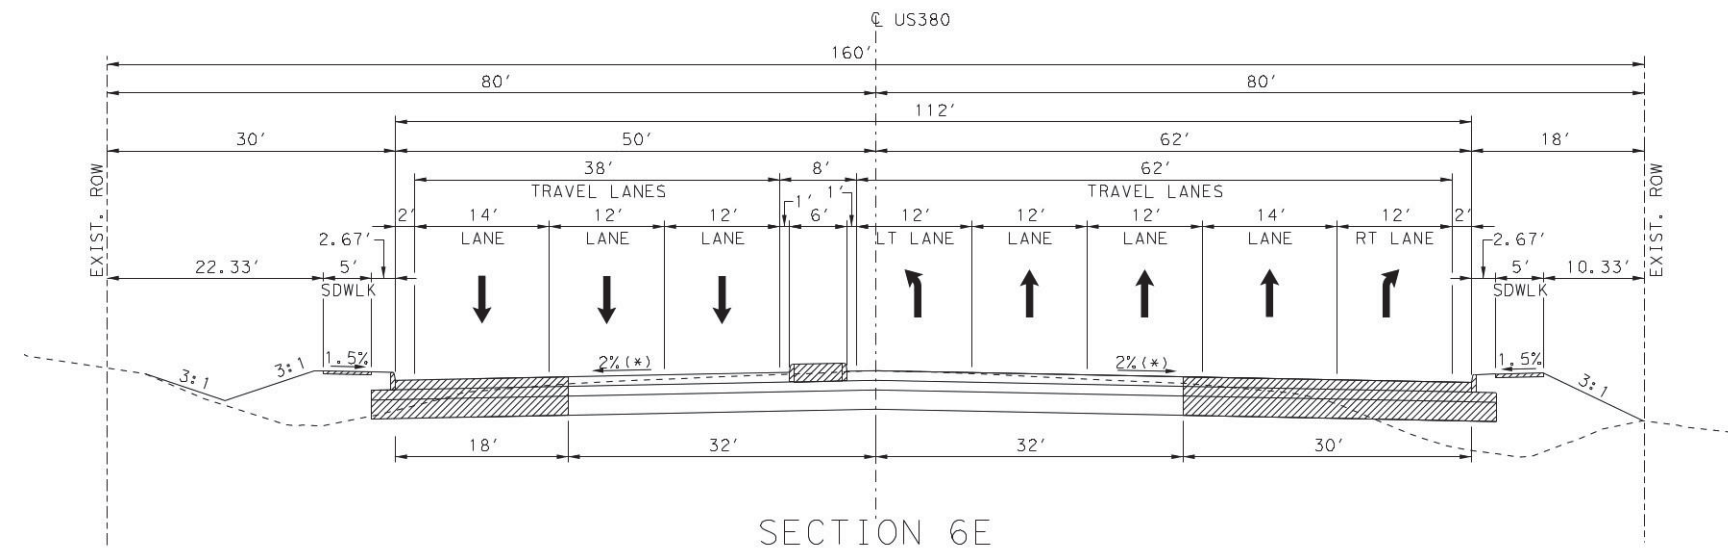 ℄ US380
160'
80' 80'
112'
30' 50' 62' 18'
38' 8' 62'
TRAVEL LANES TRAVEL LANES
EXIST. ROW
EXIST. ROW
1' 1'
2' 14' 12' 12' 6' 12' 12' 12' 14' 12' 2'
LANE LANE LANE LT LANE LANE LANE LANE RT LANE
2.67' 2.67'
22.33' 5' 5' 10.33'
SDWLK SDWLK
3:1 3:1 1.5% 2%(*) 2%(*) 1.5% 3:1
18' 32' 32' 30'
SECTION 6E